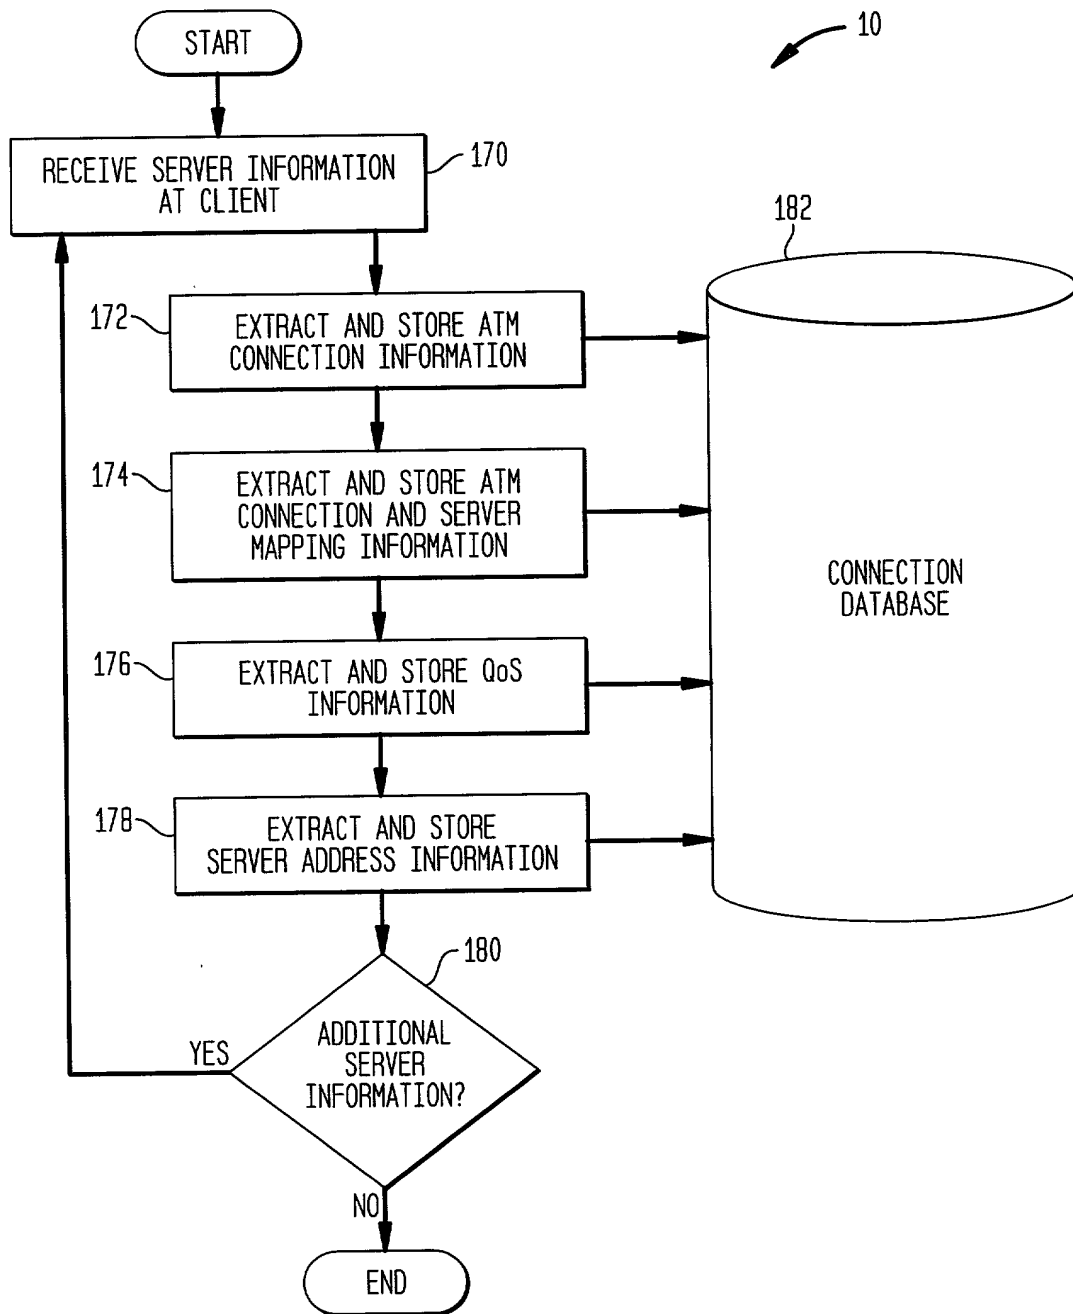 START
10
RECEIVE SERVER INFORMATION
AT CLIENT
170
182
172
EXTRACT AND STORE ATM
CONNECTION INFORMATION
174
EXTRACT AND STORE ATM
CONNECTION AND SERVER
MAPPING INFORMATION
CONNECTION
DATABASE
176
EXTRACT AND STORE QoS
INFORMATION
178
EXTRACT AND STORE
SERVER ADDRESS INFORMATION
180
YES
ADDITIONAL
SERVER
INFORMATION?
NO
END